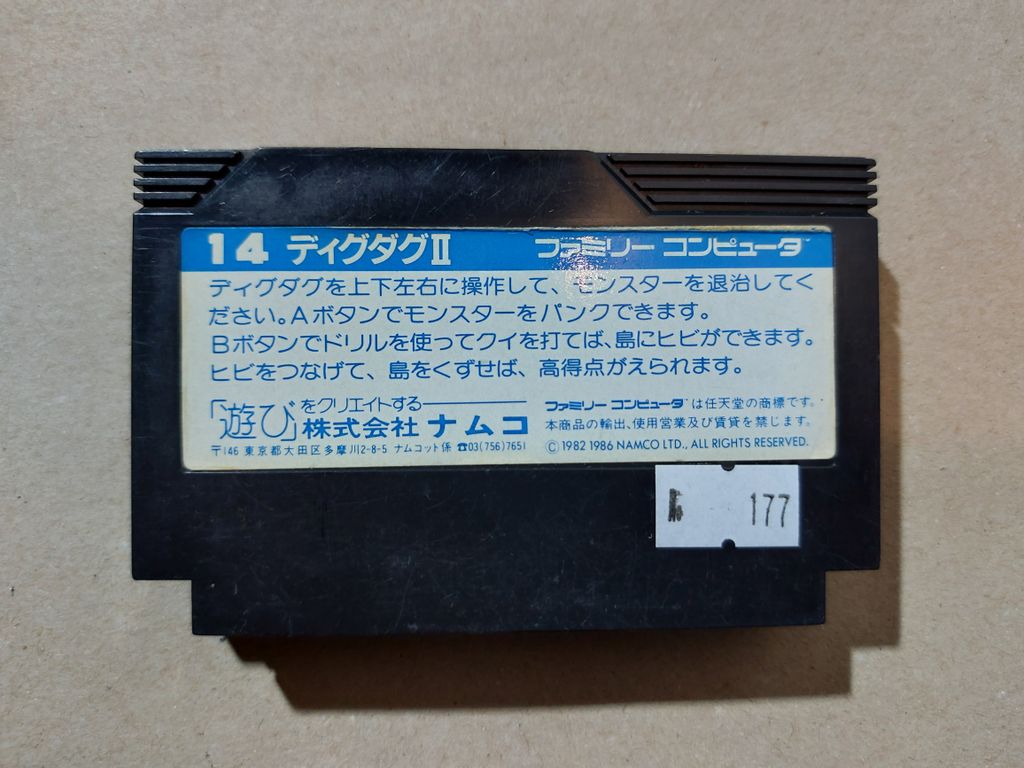 14 ディグダグⅡ ファミリー コンピュータ
ディグダグを上下左右に操作して、モンスターを退治してく
ださい。Aボタンでモンスターをパンクできます。
Bボタンでドリルを使ってクイを打てば、島にヒビができます。
ヒビをつなげて、島をくずせば、高得点がえられます。
「遊び」をクリエイトする
株式会社 ナムコ
〒146 東京都大田区多摩川2-8-5 ナムコット係 ☎03(756)7651
ファミリー コンピュータ は任天堂の商標です。
本商品の輸出、使用営業及び賃貸を禁じます。
©1982 1986 NAMCO LTD., ALL RIGHTS RESERVED.
177